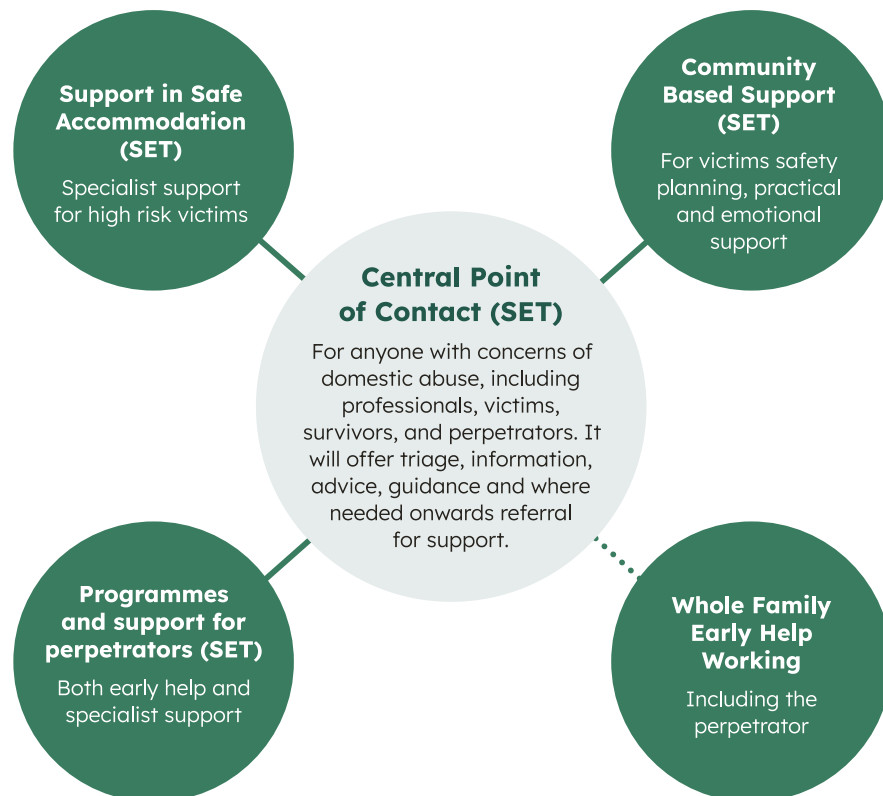 Support in Safe
Accommodation
(SET)
Specialist support
for high risk victims
Community
Based Support
(SET)
For victims safety
planning, practical
and emotional
support
Central Point
of Contact (SET)
For anyone with concerns of
domestic abuse, including
professionals, victims,
survivors, and perpetrators. It
will offer triage, information,
advice, guidance and where
needed onwards referral
for support.
Programmes
and support for
perpetrators (SET)
Both early help and
specialist support
Whole Family
Early Help
Working
Including the
perpetrator